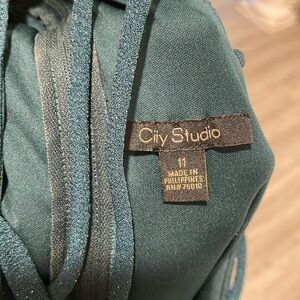 City Studio
11
MADE IN
PHILIPPINES
RN#75010